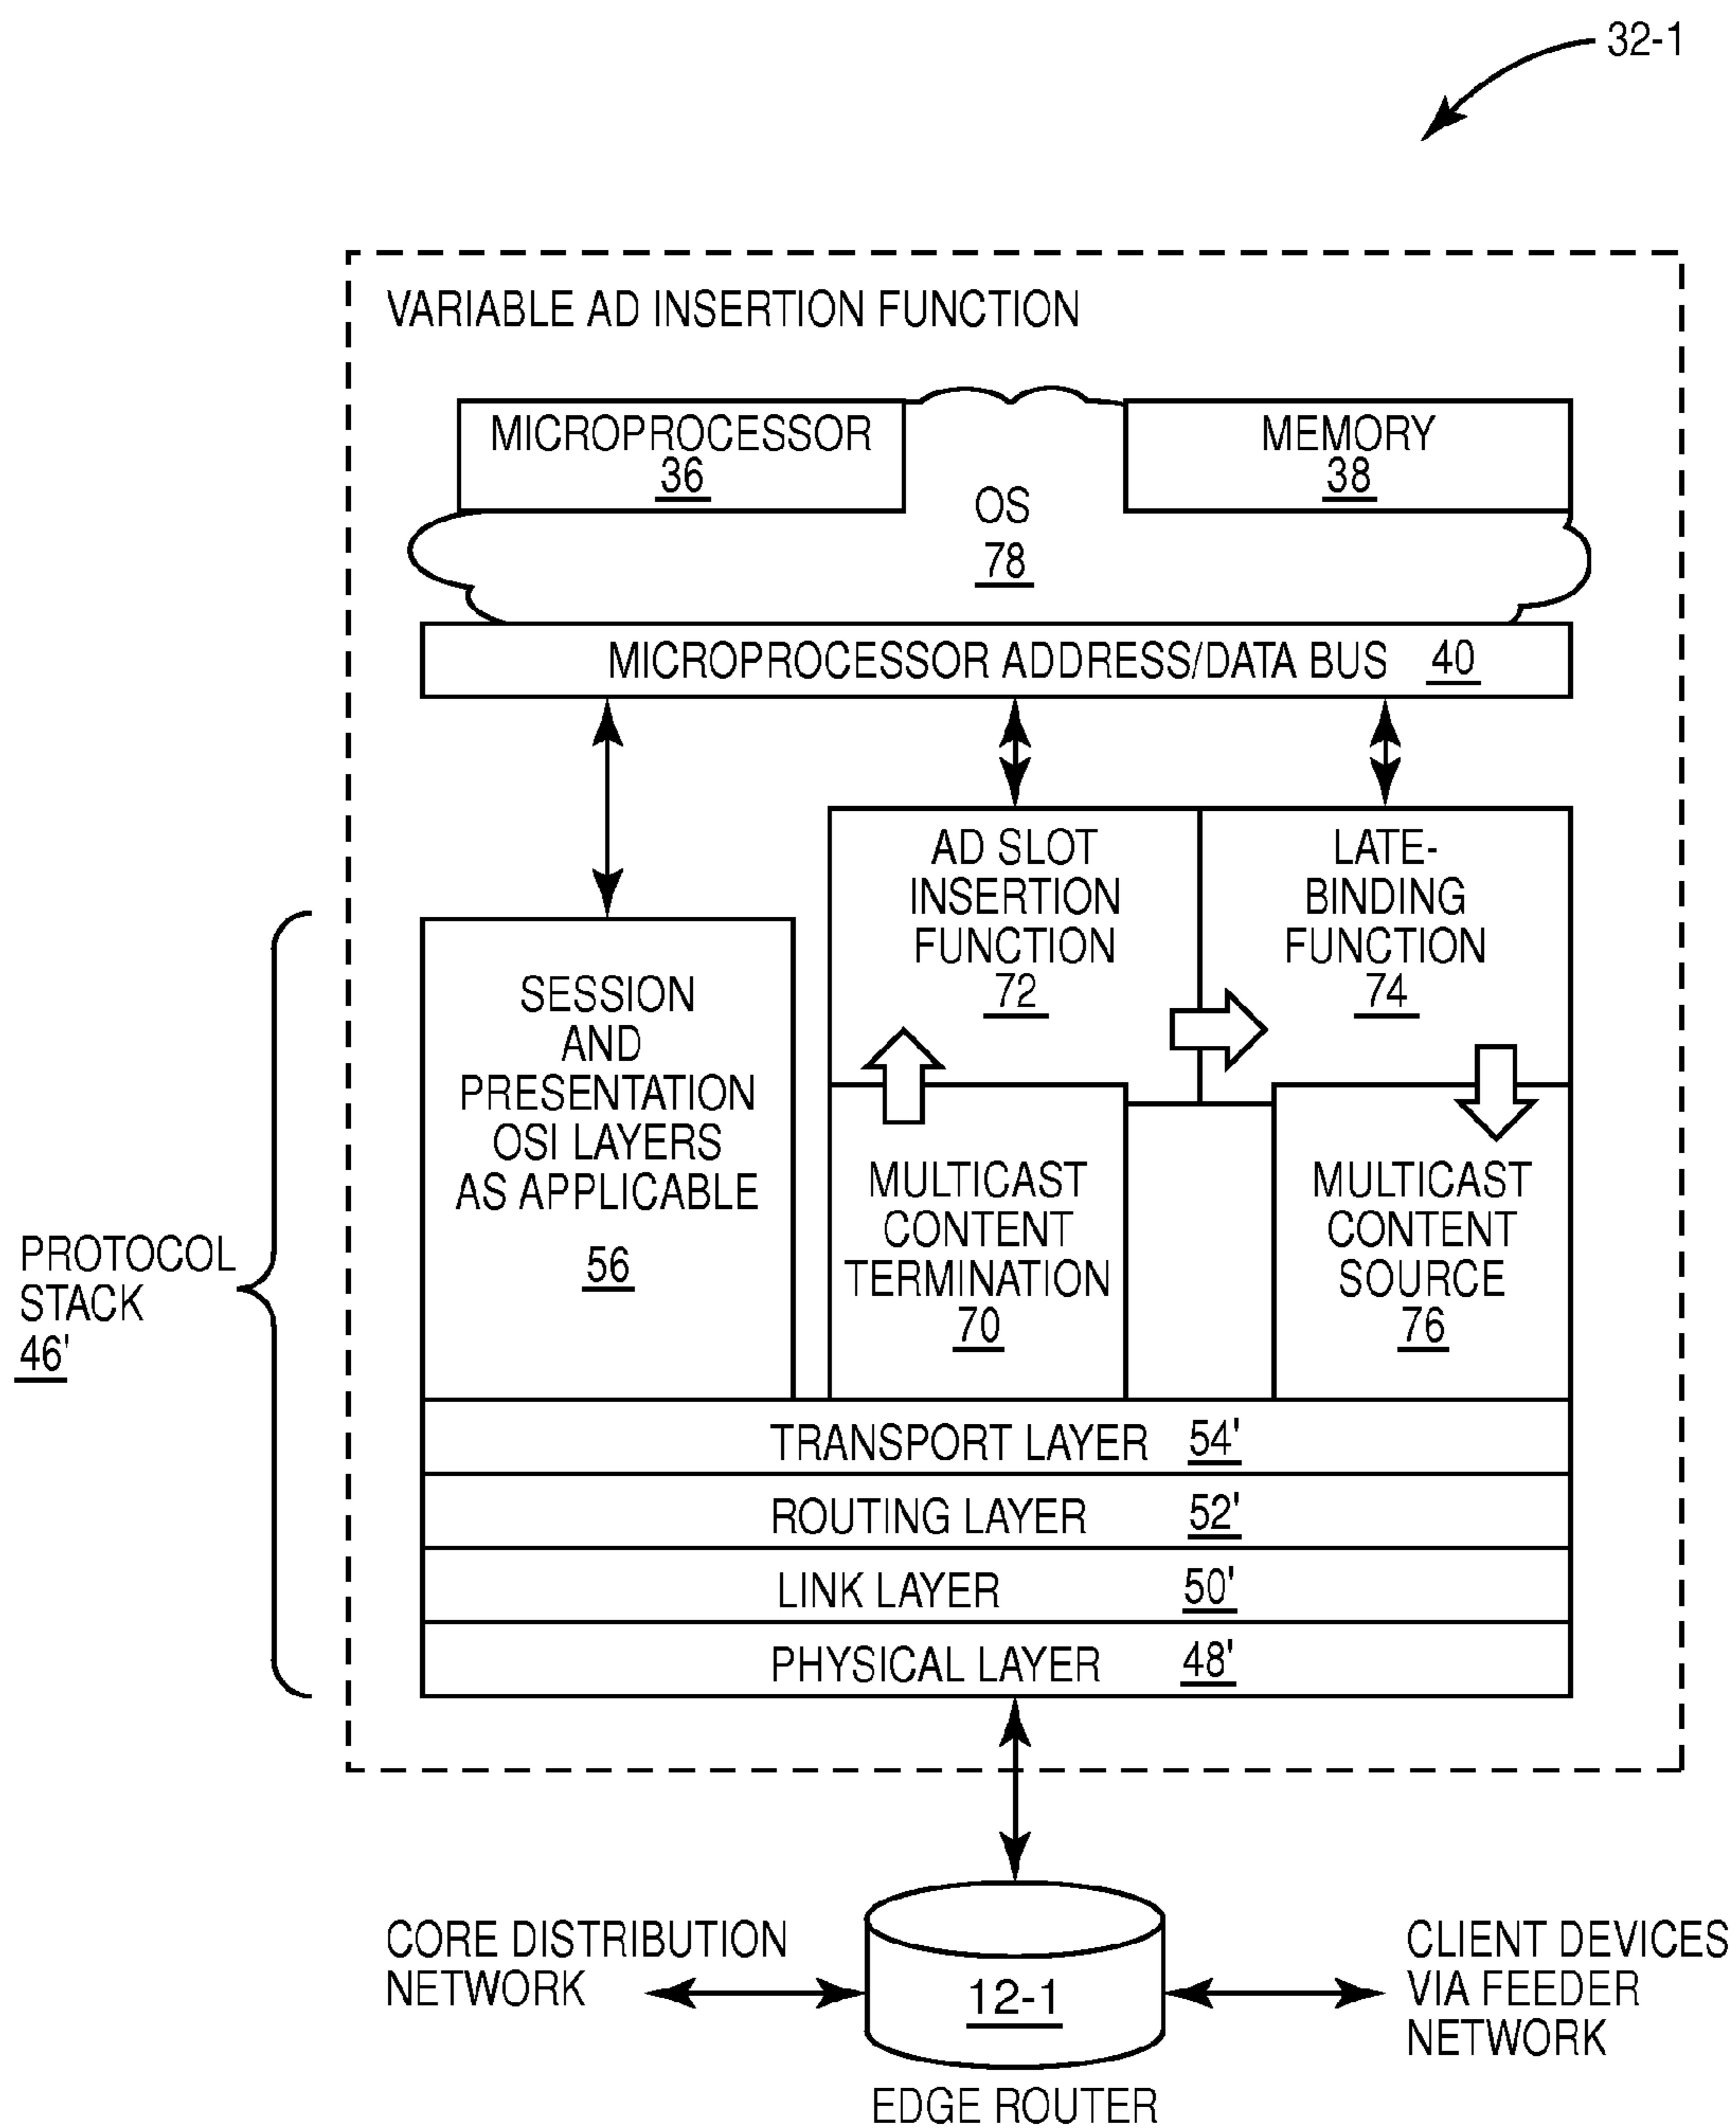 32-1
VARIABLE AD INSERTION FUNCTION
MICROPROCESSOR
36
MEMORY
38
OS
78
MICROPROCESSOR ADDRESS/DATA BUS 40
AD SLOT
INSERTION
FUNCTION
72
LATE-
BINDING
FUNCTION
74
SESSION
AND
PRESENTATION
OSI LAYERS
AS APPLICABLE
56
MULTICAST
CONTENT
TERMINATION
70
MULTICAST
CONTENT
SOURCE
76
PROTOCOL
STACK
46'
TRANSPORT LAYER 54'
ROUTING LAYER 52'
LINK LAYER 50'
PHYSICAL LAYER 48'
CORE DISTRIBUTION
NETWORK
12-1
EDGE ROUTER
CLIENT DEVICES
VIA FEEDER
NETWORK